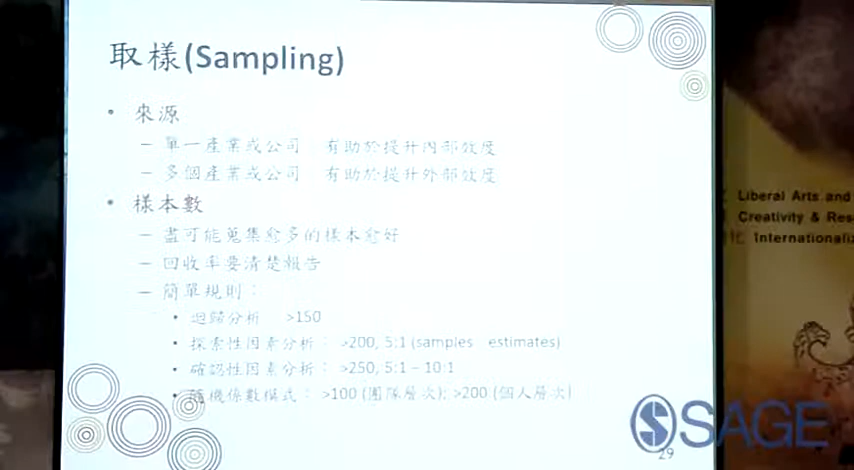 取樣(Sampling)
• 來源
– 單一產業或公司：有助於提升內部效度
– 多個產業或公司：有助於提升外部效度
• 樣本數
– 盡可能蒐集愈多的樣本愈好
– 回收率要清楚報告
– 簡單規則：
• 迴歸分析：>150
• 探索性因素分析：>200, 5:1 (samples : estimates)
• 確認性因素分析：>250, 5:1 – 10:1
• 隨機係數模式：>100 (團隊層次); >200 (個人層次)
29
Liberal Arts and
Creativity & Res
Internationaliz
SAGE